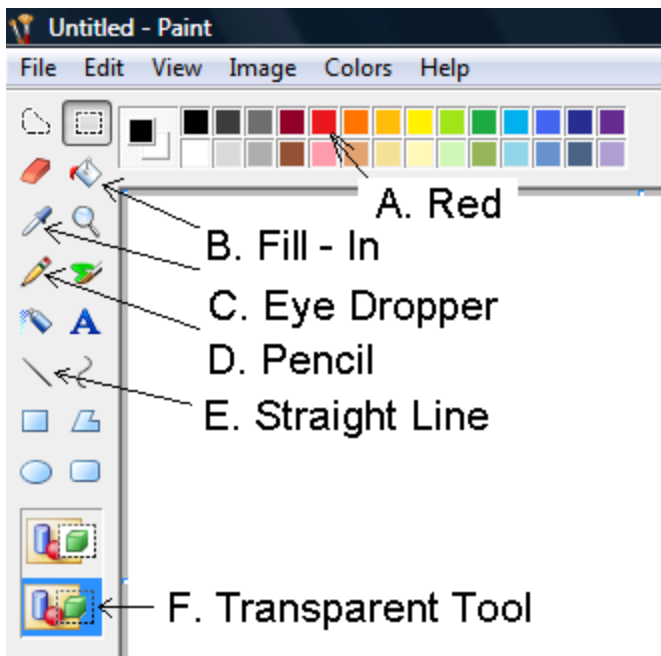 Untitled - Paint
File Edit View Image Colors Help
A. Red
B. Fill - In
C. Eye Dropper
A
D. Pencil
E. Straight Line
F. Transparent Tool